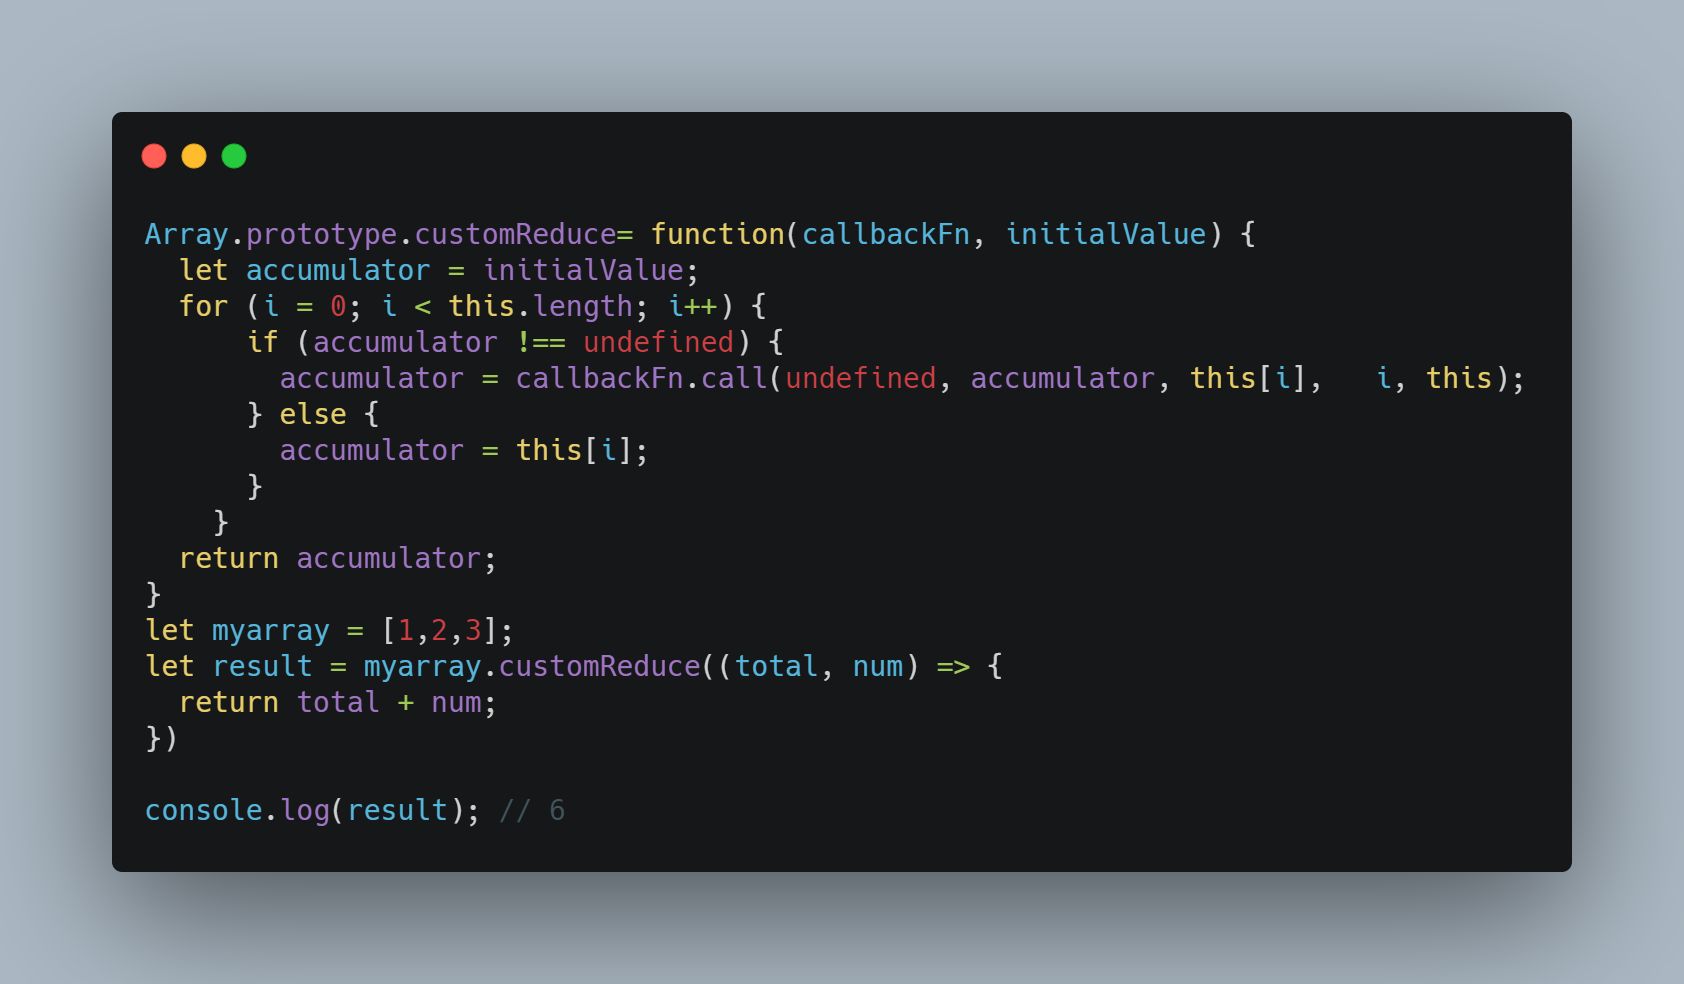 Array.prototype.customReduce= function(callbackFn, initialValue) {
  let accumulator = initialValue;
  for (i = 0; i < this.length; i++) {
      if (accumulator !== undefined) {
        accumulator = callbackFn.call(undefined, accumulator, this[i],   i, this);
      } else {
        accumulator = this[i];
      }
    }
  return accumulator;
}
let myarray = [1,2,3];
let result = myarray.customReduce((total, num) => {
  return total + num;
})

console.log(result); // 6